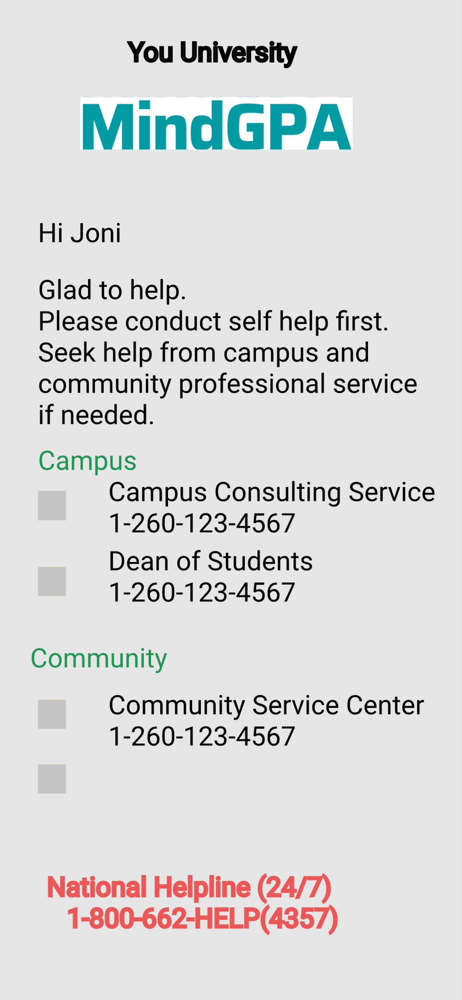 You University
MindGPA
Hi Joni
Glad to help.
Please conduct self help first.
Seek help from campus and
community professional service
if needed.
Campus
Campus Consulting Service
1-260-123-4567
Dean of Students
1-260-123-4567
Community
Community Service Center
1-260-123-4567
National Helpline (24/7)
1-800-662-HELP(4357)